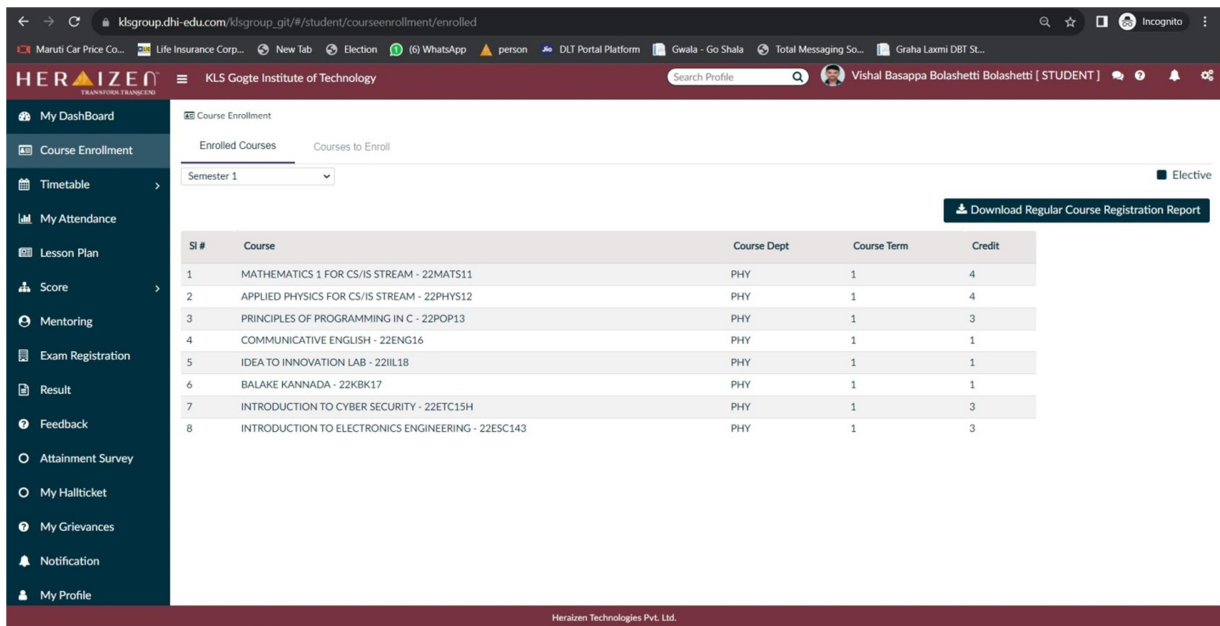 klsgroup.dhi-edu.com/klsgroup_git/#/student/courseenrollment/enrolled
Incognito
Maruti Car Price Co...
Life Insurance Corp...
New Tab
Election
(6) WhatsApp
person
Jio
DLT Portal Platform
Gwala - Go Shala
Total Messaging So...
Graha Laxmi DBT St...
HERAIZEN
TRANSFORM.TRANSCEND
KLS Gogte Institute of Technology
Search Profile
Vishal Basappa Bolashetti Bolashetti [ STUDENT ]
My DashBoard
Course Enrollment
Timetable
My Attendance
Lesson Plan
Score
Mentoring
Exam Registration
Result
Feedback
Attainment Survey
My Hallticket
My Grievances
Notification
My Profile
Course Enrollment
Enrolled Courses Courses to Enroll
Semester 1
Elective
Download Regular Course Registration Report
Sl # Course Course Dept Course Term Credit
1 MATHEMATICS 1 FOR CS/IS STREAM - 22MATS11 PHY 1 4
2 APPLIED PHYSICS FOR CS/IS STREAM - 22PHYS12 PHY 1 4
3 PRINCIPLES OF PROGRAMMING IN C - 22POP13 PHY 1 3
4 COMMUNICATIVE ENGLISH - 22ENG16 PHY 1 1
5 IDEA TO INNOVATION LAB - 22IIL18 PHY 1 1
6 BALAKE KANNADA - 22KBK17 PHY 1 1
7 INTRODUCTION TO CYBER SECURITY - 22ETC15H PHY 1 3
8 INTRODUCTION TO ELECTRONICS ENGINEERING - 22ESC143 PHY 1 3
Heraizen Technologies Pvt. Ltd.